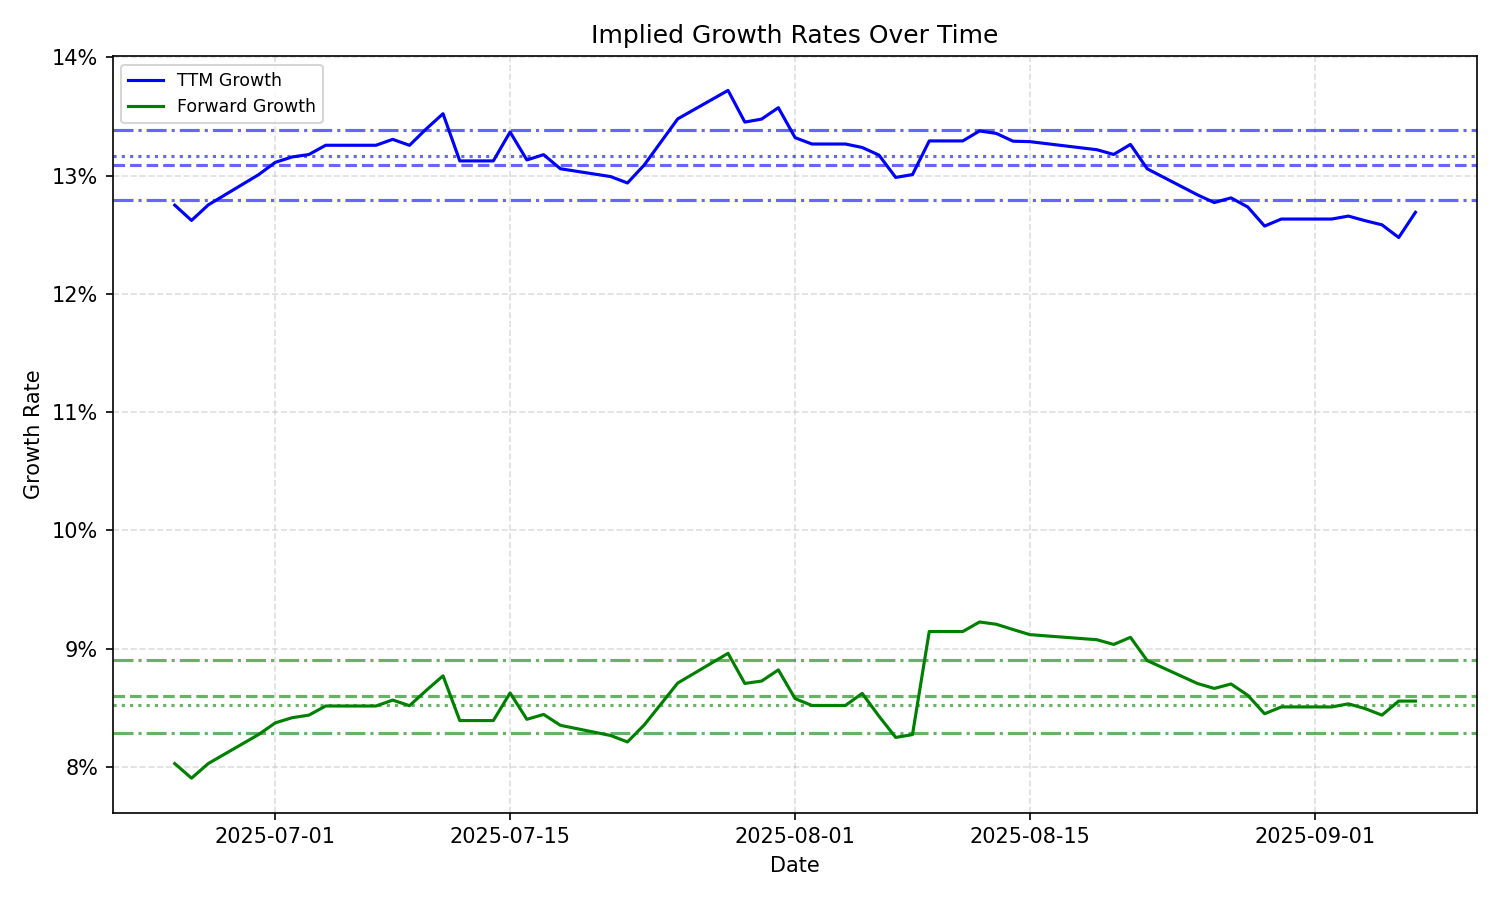 Implied Growth Rates Over Time
TTM Growth
Forward Growth
14%
13%
12%
11%
10%
9%
8%
Growth Rate
2025-07-01
2025-07-15
2025-08-01
2025-08-15
2025-09-01
Date